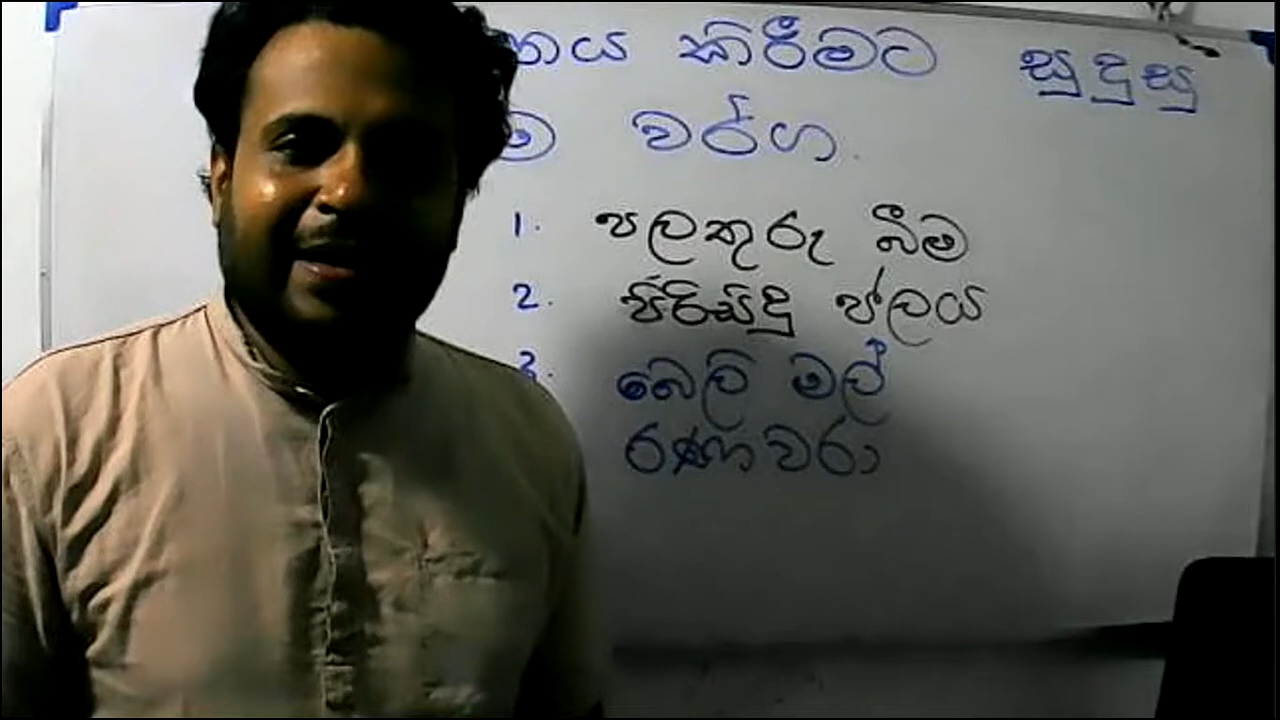 කිරීමට සුදුසු
වර්ග.
1. පලතුරු බීම
2. පිරිසිදු ජලය
3. බෙලි මල්
රණවරා